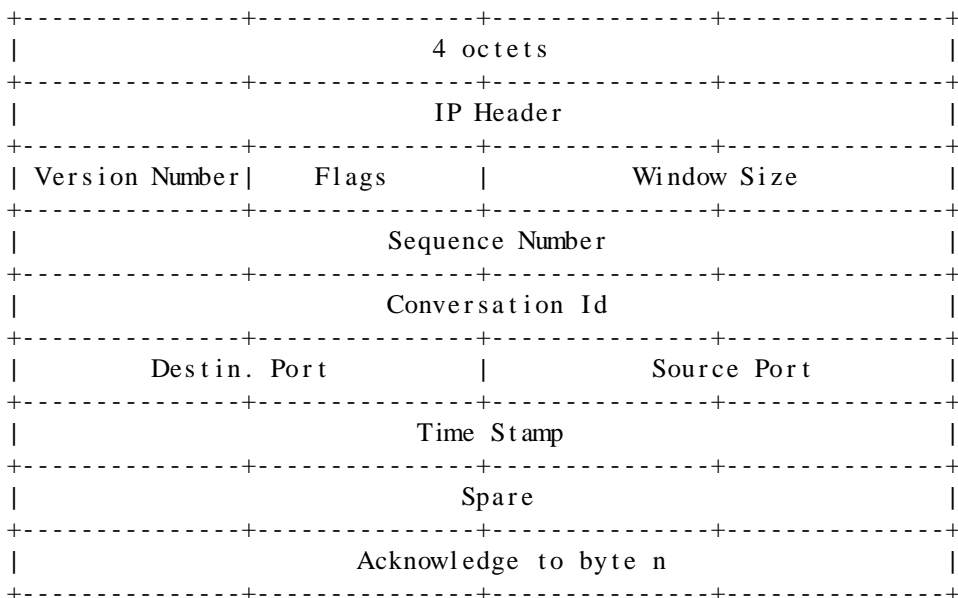 +---------------+---------------+---------------+---------------+
| 4 octets |
+---------------+---------------+---------------+---------------+
| IP Header |
+---------------+---------------+---------------+---------------+
| Version Number| Flags | Window Size |
+---------------+---------------+---------------+---------------+
| Sequence Number |
+---------------+---------------+---------------+---------------+
| Conversation Id |
+---------------+---------------+---------------+---------------+
| Destin. Port | Source Port |
+---------------+---------------+---------------+---------------+
| Time Stamp |
+---------------+---------------+---------------+---------------+
| Spare |
+---------------+---------------+---------------+---------------+
| Acknowledge to byte n |
+---------------+---------------+---------------+---------------+